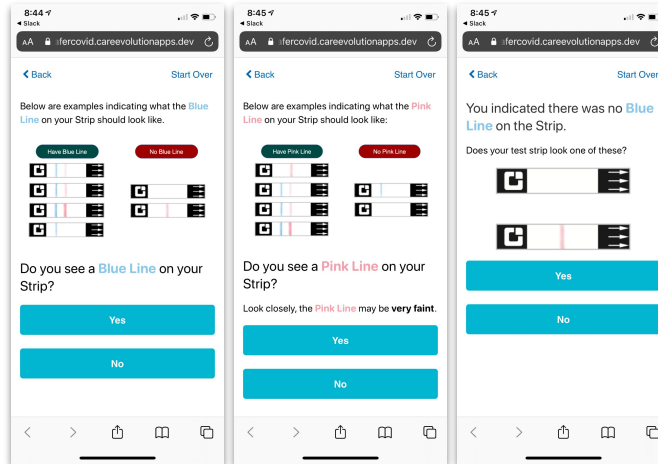 8:44
◄ Slack
AA fercovid.careevolutionapps.dev
Back Start Over
Below are examples indicating what the Blue
Line on your Strip should look like.
Have Blue Line No Blue Line
Do you see a Blue Line on your
Strip?
Yes
No
8:45
◄ Slack
AA fercovid.careevolutionapps.dev
Back Start Over
Below are examples indicating what the Pink
Line on your Strip should look like:
Have Pink Line No Pink Line
Do you see a Pink Line on your
Strip?
Look closely, the Pink Line may be very faint.
Yes
No
8:45
◄ Slack
AA fercovid.careevolutionapps.dev
Back Start Over
You indicated there was no Blue
Line on the Strip.
Does your test strip look one of these?
Yes
No